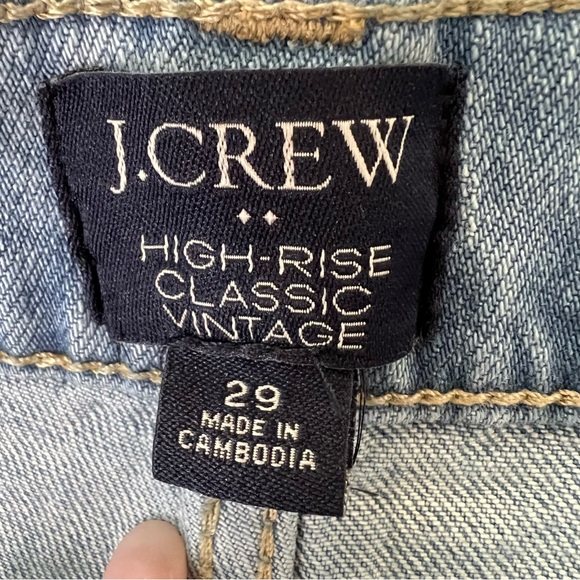 J.CREW
HIGH-RISE
CLASSIC
VINTAGE
29
MADE IN
CAMBODIA